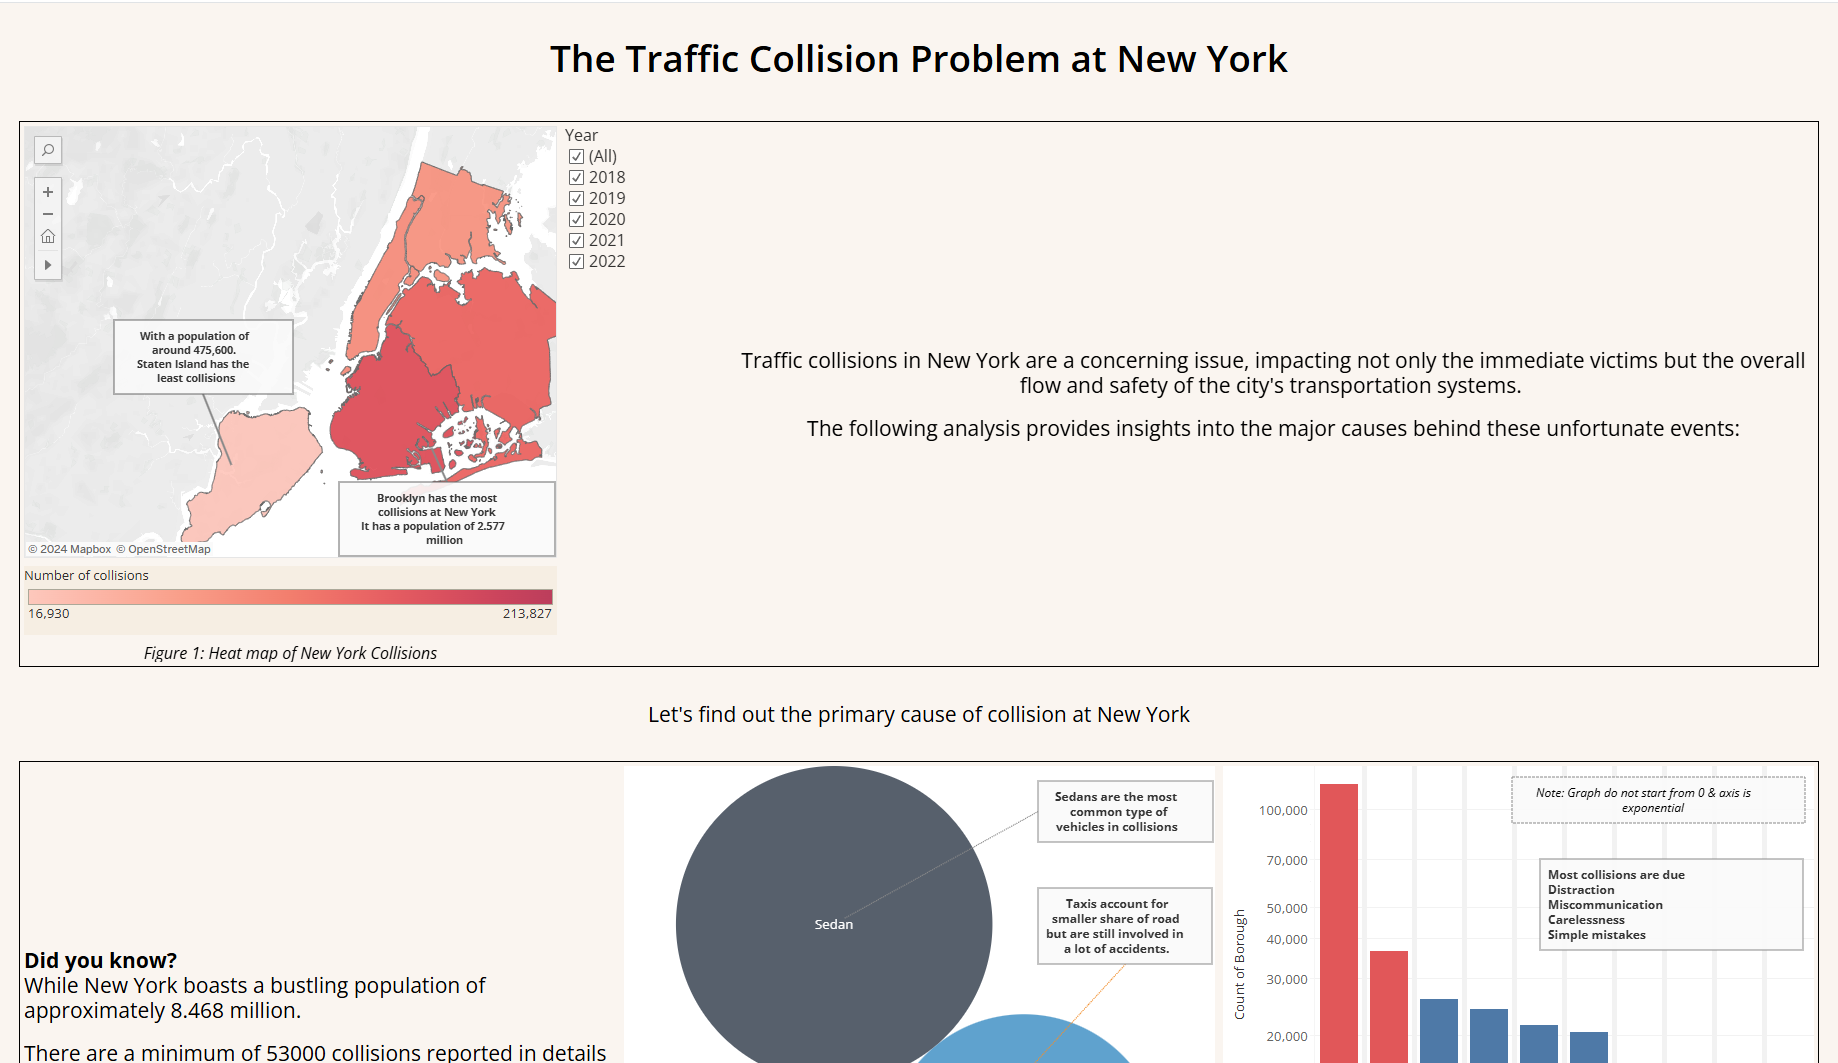 The Traffic Collision Problem at New York
Year
(All)
2018
2019
2020
2021
2022
With a population of
around 475,600.
Staten Island has the
least collisions
Brooklyn has the most
collisions at New York
It has a population of 2.577
million
© 2024 Mapbox © OpenStreetMap
Number of collisions
16,930
213,827
Figure 1: Heat map of New York Collisions
Traffic collisions in New York are a concerning issue, impacting not only the immediate victims but the overall
flow and safety of the city's transportation systems.
The following analysis provides insights into the major causes behind these unfortunate events:
Let's find out the primary cause of collision at New York
Did you know?
While New York boasts a bustling population of
approximately 8.468 million.
There are a minimum of 53000 collisions reported in details
Sedan
Sedans are the most
common type of
vehicles in collisions
Taxis account for
smaller share of road
but are still involved in
a lot of accidents.
Count of Borough
100,000
70,000
50,000
40,000
30,000
20,000
Note: Graph do not start from 0 & axis is
exponential
Most collisions are due
Distraction
Miscommunication
Carelessness
Simple mistakes